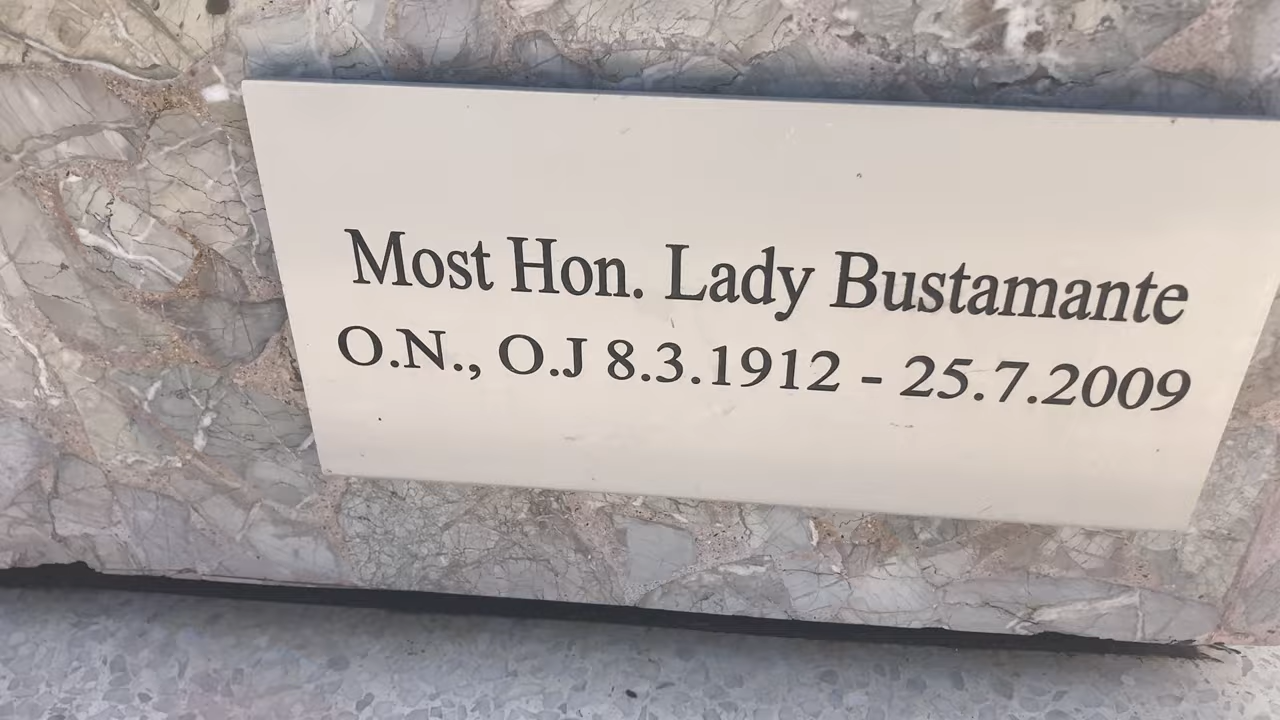 Most Hon. Lady Bustamante
O.N., O.J 8.3.1912 - 25.7.2009